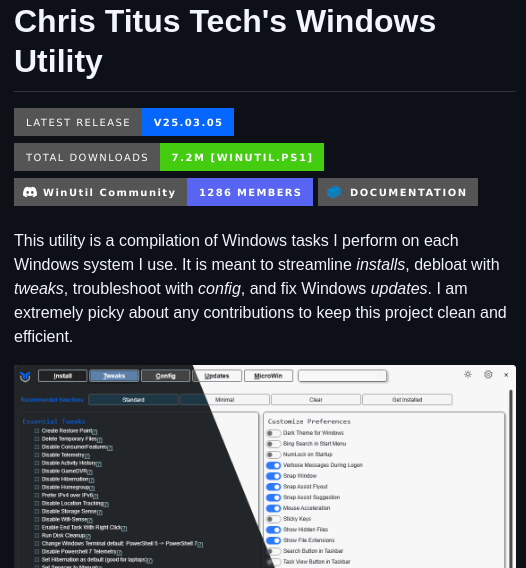 Chris Titus Tech's Windows
Utility
LATEST RELEASE V25.03.05
TOTAL DOWNLOADS 7.2M [WINUTIL.PS1]
WinUtil Community 1286 MEMBERS DOCUMENTATION
This utility is a compilation of Windows tasks I perform on each
Windows system I use. It is meant to streamline installs, debloat with
tweaks, troubleshoot with config, and fix Windows updates. I am
extremely picky about any contributions to keep this project clean and
efficient.
Install Tweaks Config Updates MicroWin
Recommended Selections: Standard Minimal Clear Get Installed
Essential Tweaks Customize Preferences
Create Restore Point[?] Dark Theme for Windows
Delete Temporary Files[?] Bing Search in Start Menu
Disable ConsumerFeatures[?] NumLock on Startup
Disable Telemetry[?] Verbose Messages During Logon
Disable Activity History[?] Snap Window
Disable GameDVR[?] Snap Assist Flyout
Disable Hibernation[?] Snap Assist Suggestion
Disable Homegroup[?] Mouse Acceleration
Prefer IPv4 over IPv6[?] Sticky Keys
Disable Location Tracking[?] Show Hidden Files
Disable Storage Sense[?] Show File Extensions
Disable Wifi-Sense[?] Search Button in Taskbar
Enable End Task With Right Click[?] Task View Button in Taskbar
Run Disk Cleanup[?]
Change Windows Terminal default: PowerShell 5 -> PowerShell 7[?]
Disable Powershell 7 Telemetry[?]
Set Hibernation as default (good for laptops)[?]
Set Services to Manual[?]